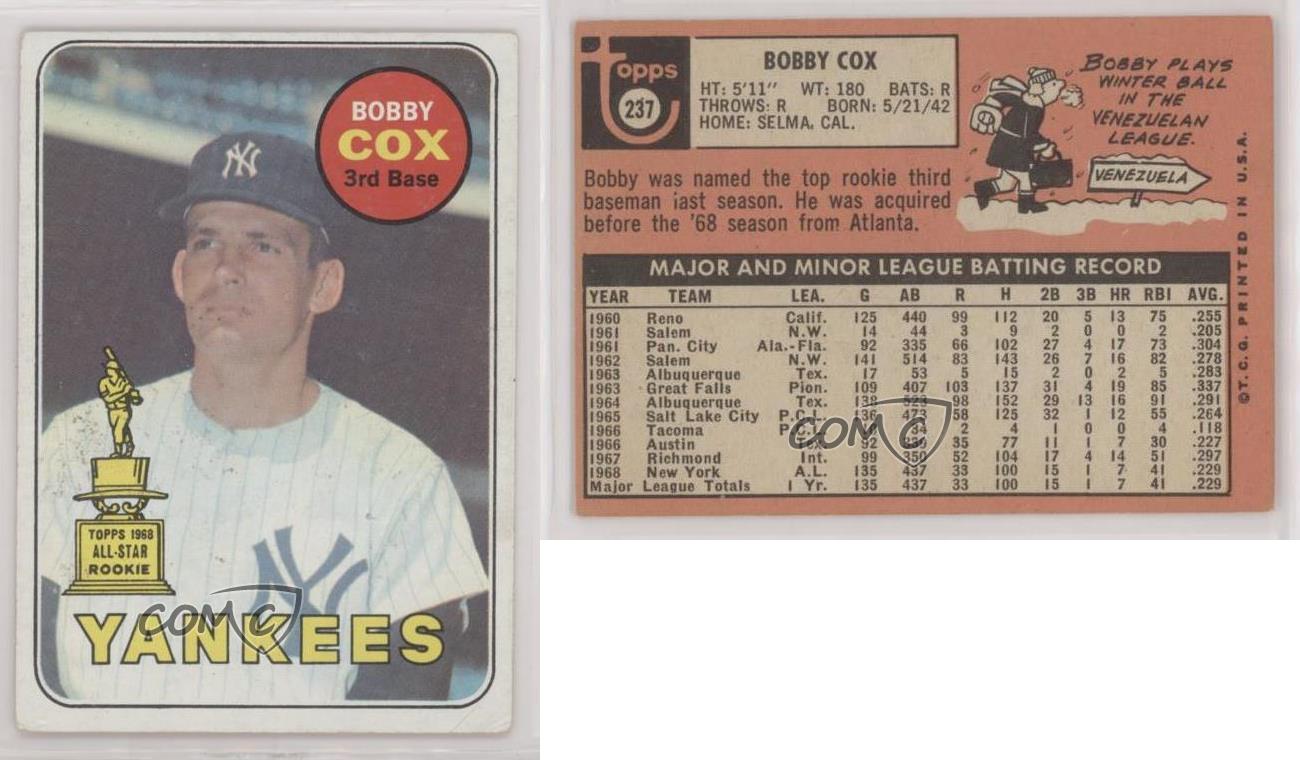 BOBBY
COX
3rd Base
TOPPS 1968
ALL-STAR
ROOKIE
COMC
YANKEES
topps
237
BOBBY COX
HT: 5'11" WT: 180 BATS: R
THROWS: R BORN: 5/21/42
HOME: SELMA, CAL.
BOBBY PLAYS
WINTER BALL
IN THE
VENEZUELAN
LEAGUE.
VENEZUELA
Bobby was named the top rookie third
baseman last season. He was acquired
before the '68 season from Atlanta.
MAJOR AND MINOR LEAGUE BATTING RECORD
YEAR TEAM LEA. G AB R H 2B 3B HR RBI AVG.
1960 Reno Calif. 125 440 99 112 20 5 13 75 .255
1961 Salem N.W. 14 44 3 9 2 0 0 2 .205
1961 Pan. City Ala.-Fla. 92 335 66 102 27 4 17 73 .304
1962 Salem N.W. 141 514 83 143 26 7 16 82 .278
1963 Albuquerque Tex. 17 53 5 15 2 0 2 5 .283
1963 Great Falls Pion. 109 407 103 137 31 4 19 85 .337
1964 Albuquerque Tex. 138 523 98 152 29 13 16 91 .291
1965 Salt Lake City P.C.L. 136 473 58 125 32 1 12 55 .264
1966 Tacoma P.C.L. 34 2 4 1 0 0 4 .118
1966 Austin Tex. 92 339 35 77 11 1 7 30 .227
1967 Richmond Int. 99 350 52 104 17 4 14 51 .297
1968 New York A.L. 135 437 33 100 15 1 7 41 .229
Major League Totals 1 Yr. 135 437 33 100 15 1 7 41 .229
COMC
©T.C.G. PRINTED IN U.S.A.